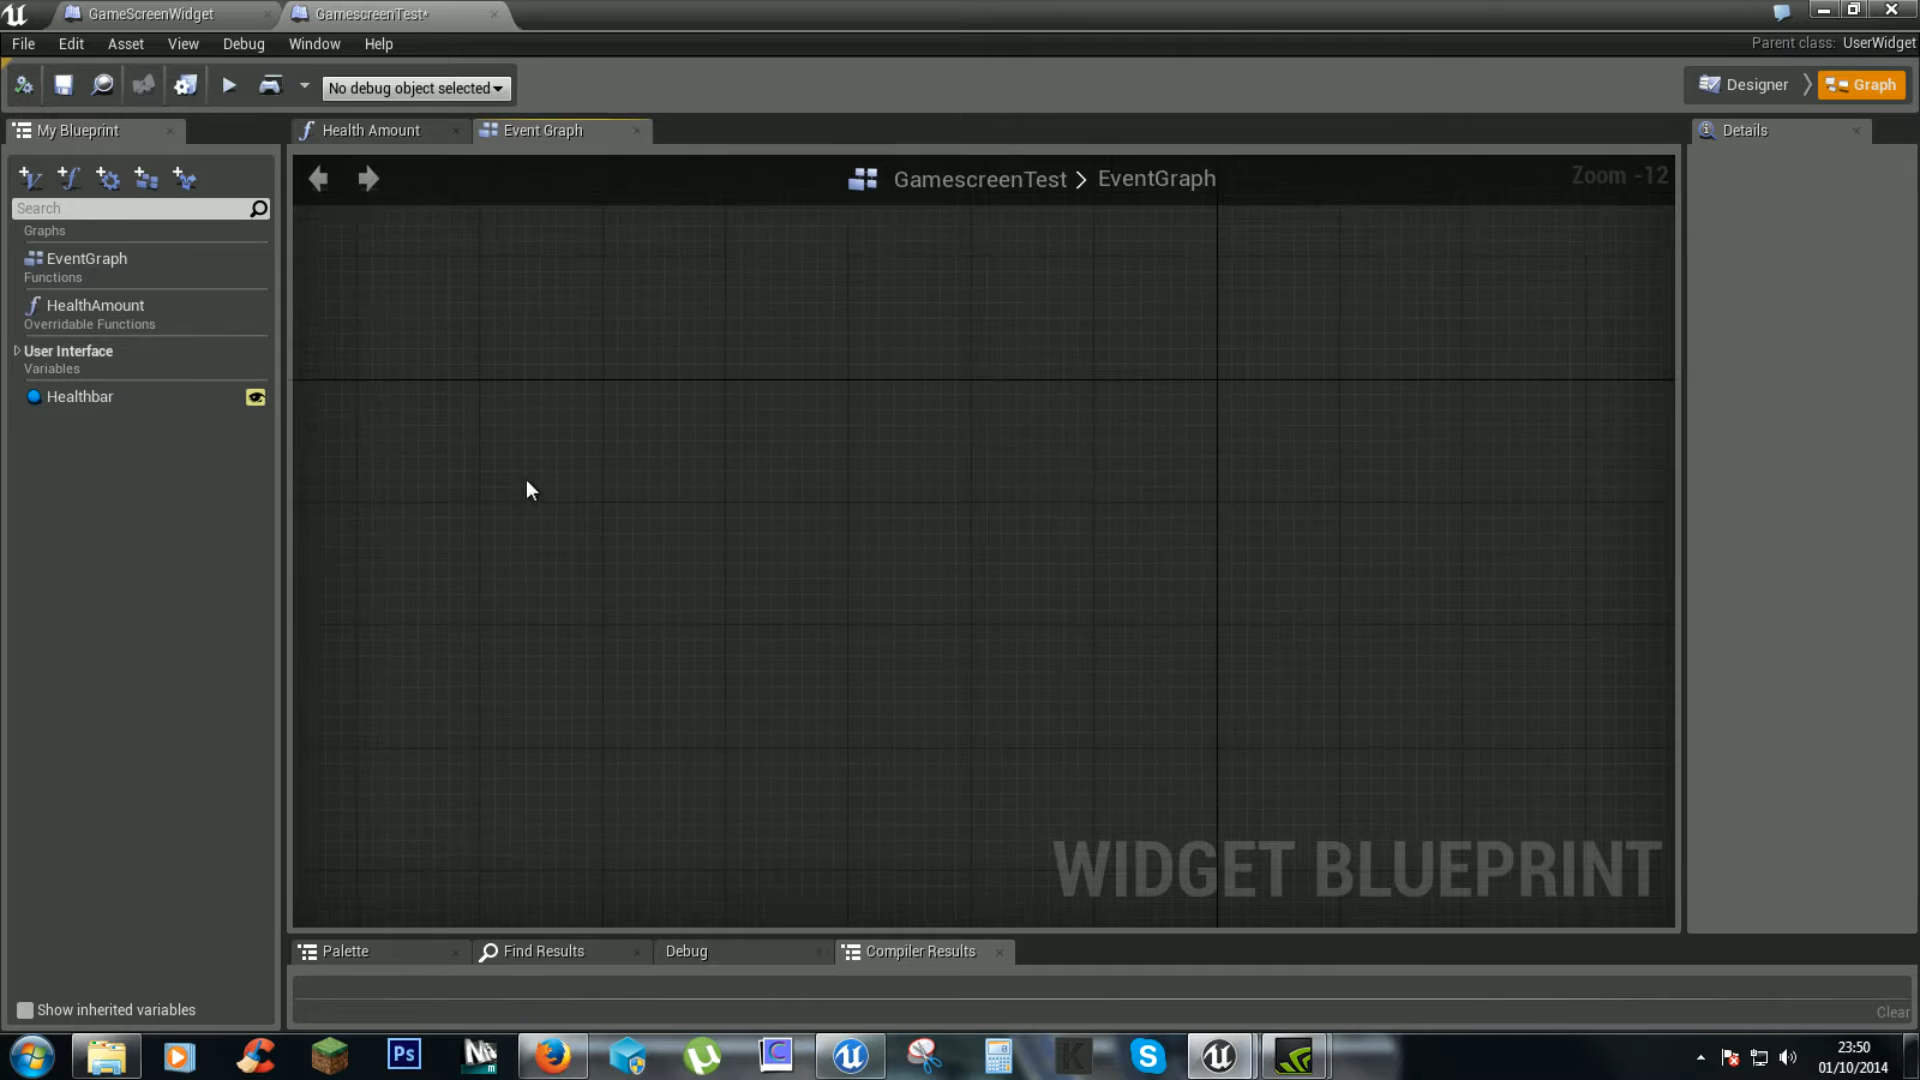 GameScreenWidget
GamescreenTest*
File Edit Asset View Debug Window Help
Parent class: UserWidget
No debug object selected
Designer
Graph
My Blueprint
Health Amount
Event Graph
Details
GamescreenTest > EventGraph
Zoom -12
Search
Graphs
EventGraph
Functions
HealthAmount
Overridable Functions
User Interface
Variables
Healthbar
WIDGET BLUEPRINT
Palette
Find Results
Debug
Compiler Results
Show inherited variables
Clear
Ps
23:50
01/10/2014